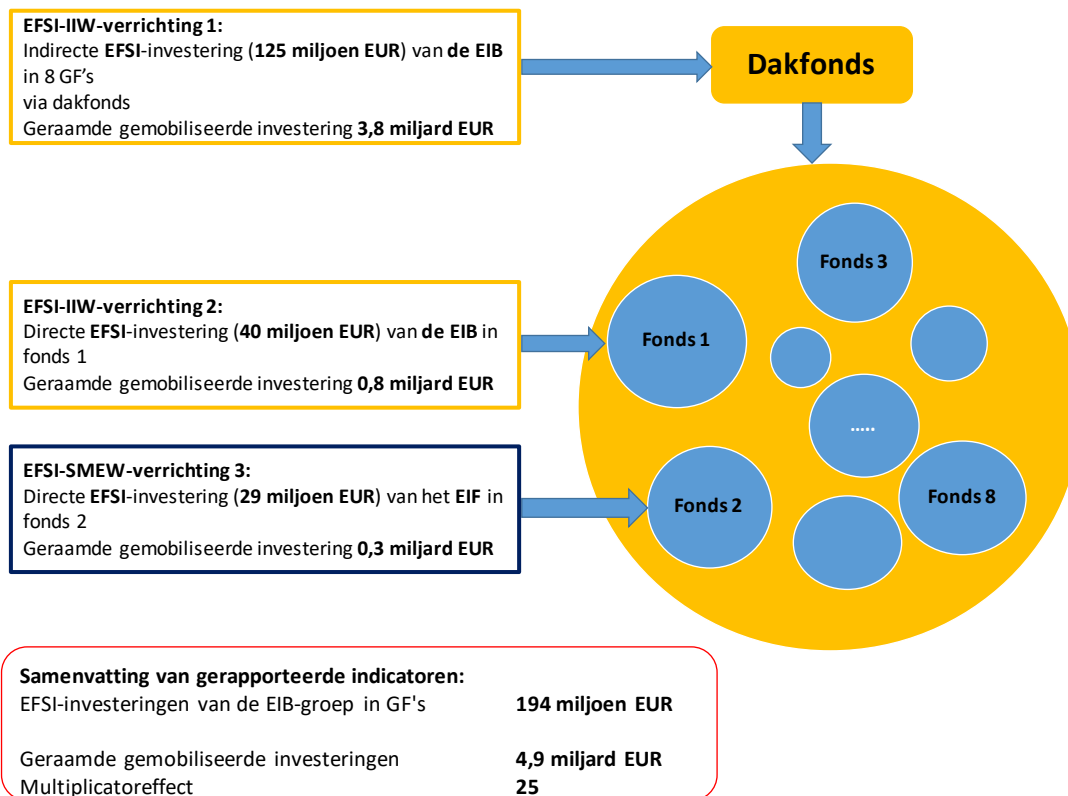 EFSI-IIW-verrichting 1:
Indirecte EFSI-investering (125 miljoen EUR) van de EIB
in 8 GF's
via dakfonds
Geraamde gemobiliseerde investering 3,8 miljard EUR
Dakfonds
EFSI-IIW-verrichting 2:
Directe EFSI-investering (40 miljoen EUR) van de EIB in
fonds 1
Geraamde gemobiliseerde investering 0,8 miljard EUR
EFSI-SMEW-verrichting 3:
Directe EFSI-investering (29 miljoen EUR) van het EIF in
fonds 2
Geraamde gemobiliseerde investering 0,3 miljard EUR
Fonds 3
Fonds 1
.....
Fonds 2
Fonds 8
Samenvatting van gerapporteerde indicatoren:
EFSI-investeringen van de EIB-groep in GF's 194 miljoen EUR
Geraamde gemobiliseerde investeringen 4,9 miljard EUR
Multiplicatoreffect 25